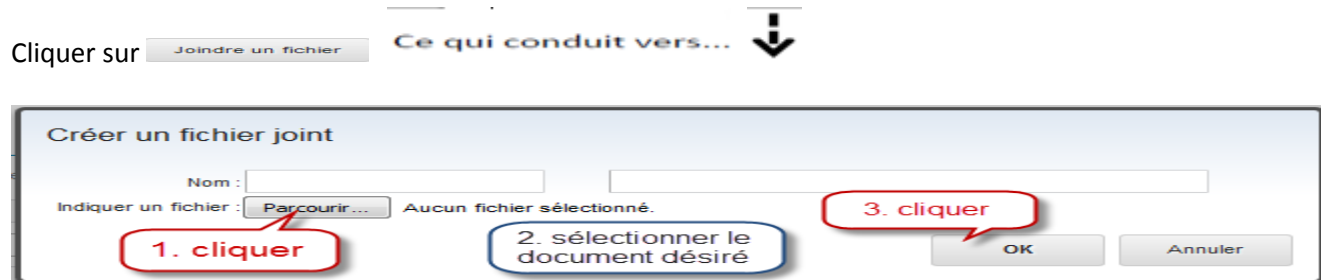 Cliquer sur Joindre un fichier Ce qui conduit vers...
Créer un fichier joint
Nom :
Indiquer un fichier : Parcourir... Aucun fichier sélectionné.
3. cliquer
1. cliquer
2. sélectionner le
document désiré
OK Annuler